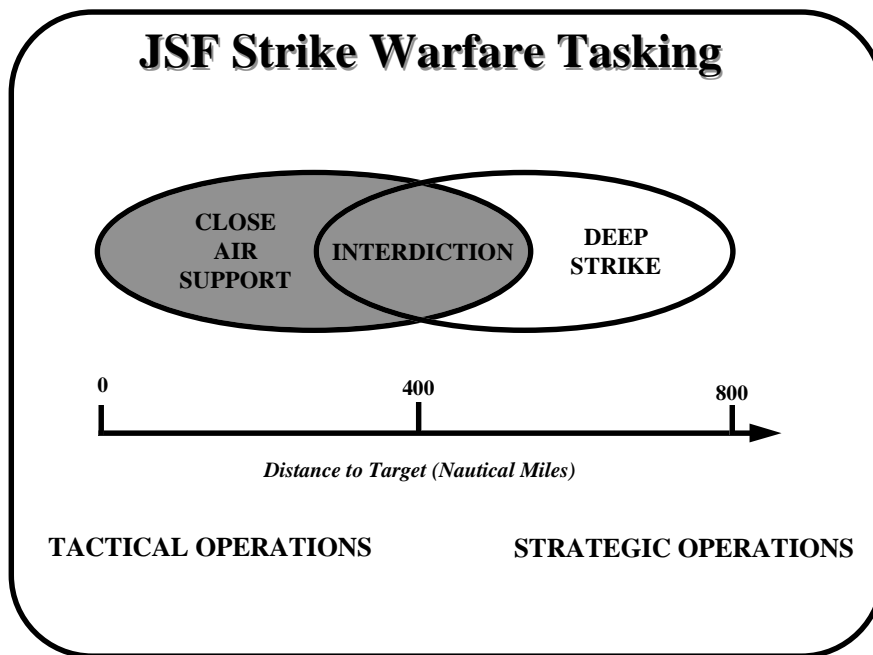 JSF Strike Warfare Tasking
CLOSE
AIR
SUPPORT
INTERDICTION
DEEP
STRIKE
0
400
800
Distance to Target (Nautical Miles)
TACTICAL OPERATIONS
STRATEGIC OPERATIONS